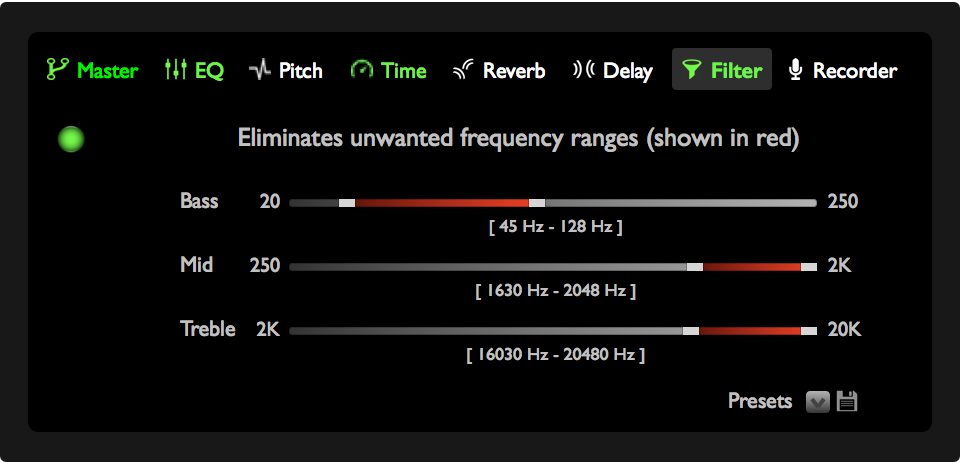 Master EQ Pitch Time Reverb Delay Filter Recorder
Eliminates unwanted frequency ranges (shown in red)
Bass 20 250
[ 45 Hz - 128 Hz ]
Mid 250 2K
[ 1630 Hz - 2048 Hz ]
Treble 2K 20K
[ 16030 Hz - 20480 Hz ]
Presets